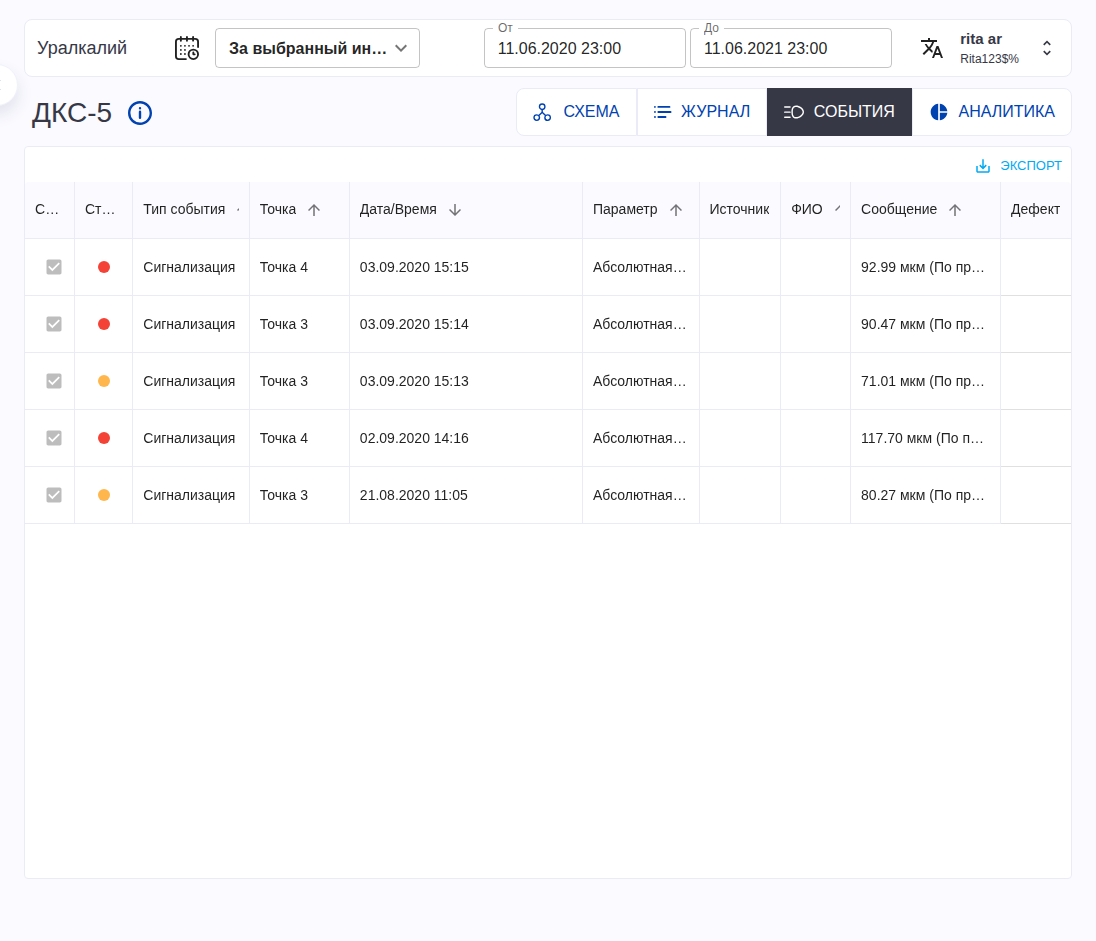 Уралкалий
За выбранный ин…
От
11.06.2020 23:00
До
11.06.2021 23:00
rita ar
Rita123$%
ДКС-5
СХЕМА
ЖУРНАЛ
СОБЫТИЯ
АНАЛИТИКА
ЭКСПОРТ
С… Ст… Тип события Точка Дата/Время Параметр Источник ФИО Сообщение Дефект
Сигнализация Точка 4 03.09.2020 15:15 Абсолютная… 92.99 мкм (По пр…
Сигнализация Точка 3 03.09.2020 15:14 Абсолютная… 90.47 мкм (По пр…
Сигнализация Точка 3 03.09.2020 15:13 Абсолютная… 71.01 мкм (По пр…
Сигнализация Точка 4 02.09.2020 14:16 Абсолютная… 117.70 мкм (По п…
Сигнализация Точка 3 21.08.2020 11:05 Абсолютная… 80.27 мкм (По пр…